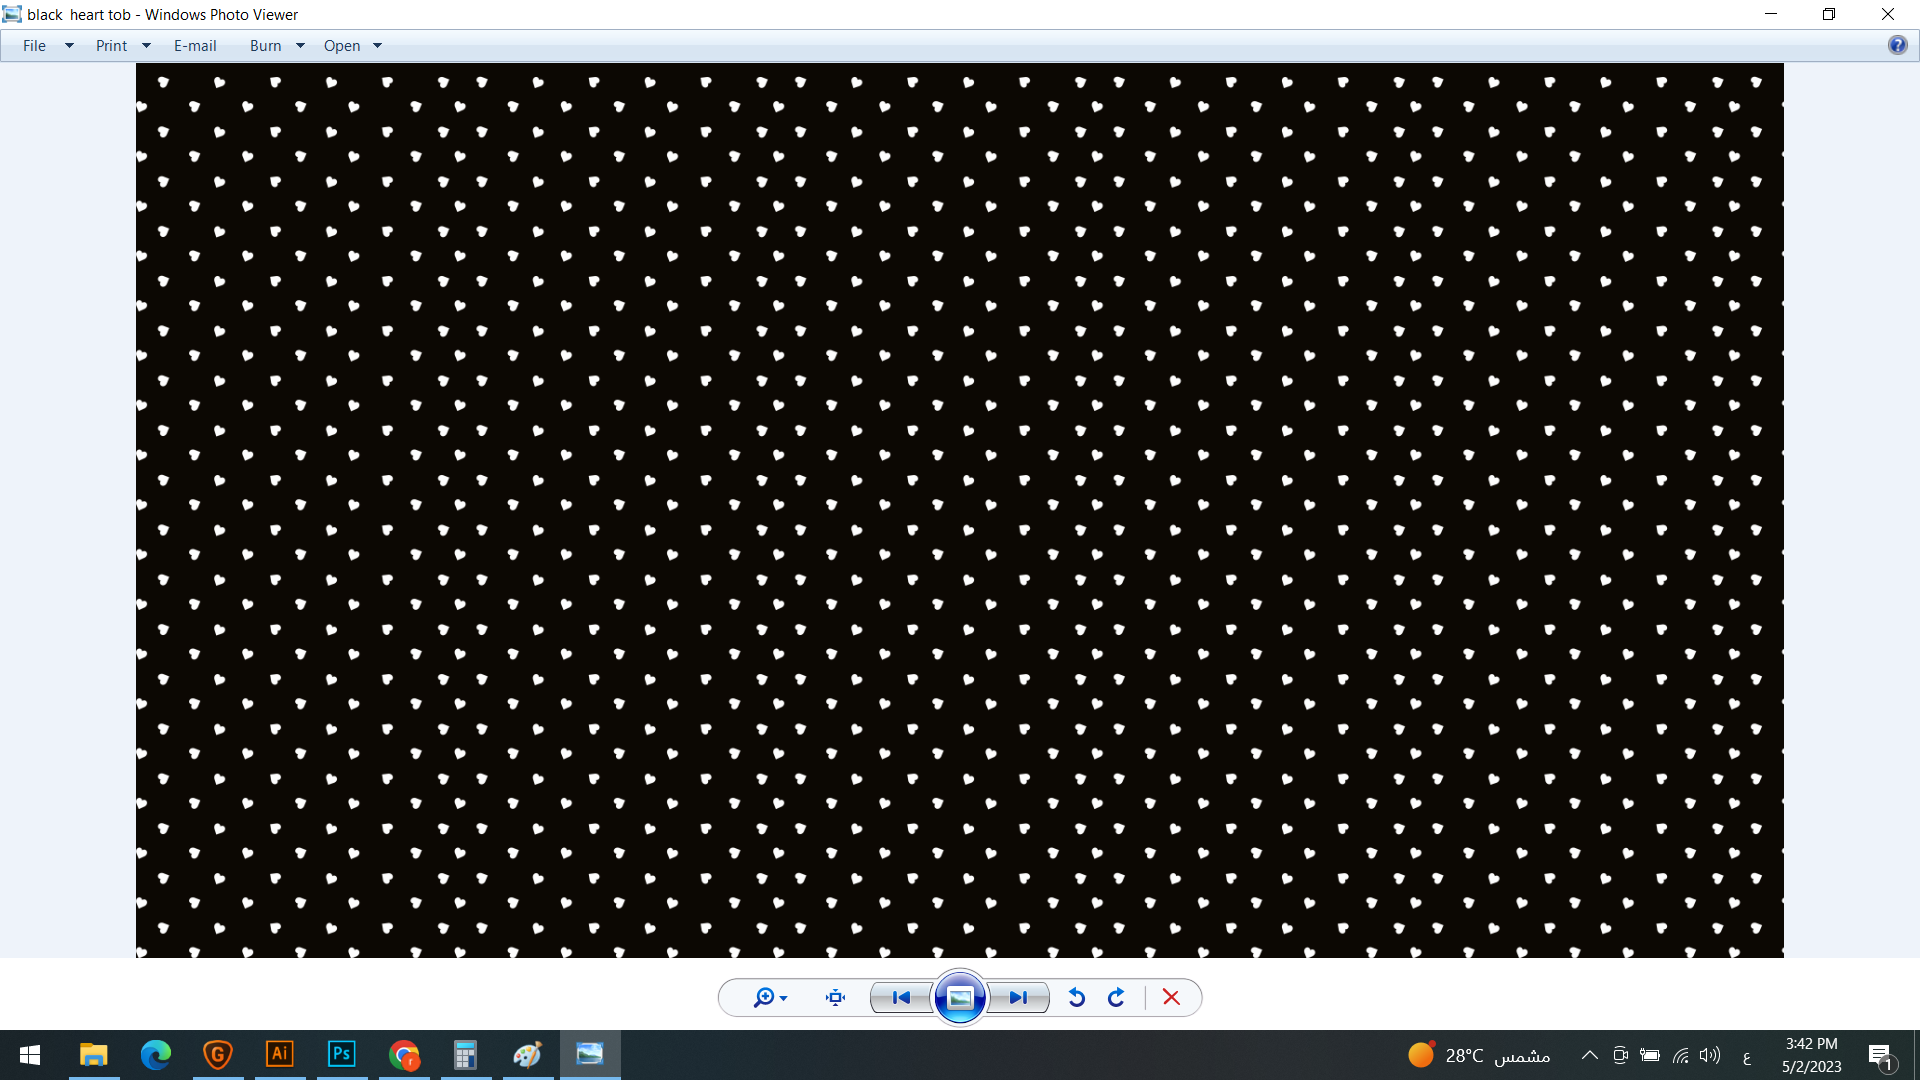 black  heart tob - Windows Photo Viewer
File Print E-mail Burn Open ?
Ai Ps r 28°C مشمس ع 3:42 PM
5/2/2023 1